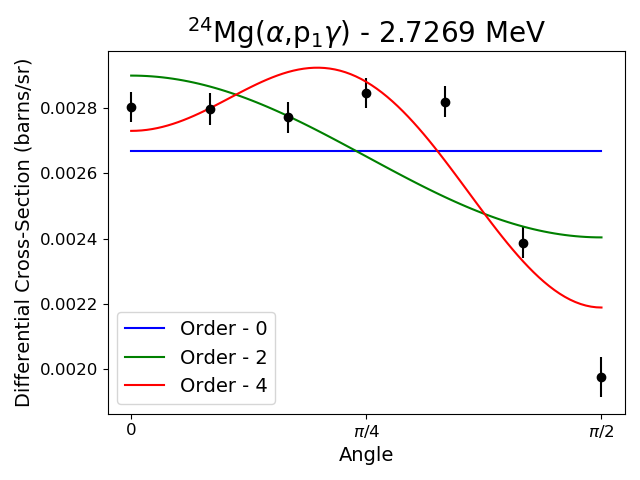 ²⁴Mg(α,p₁γ) - 2.7269 MeV
Differential Cross-Section (barns/sr)
0.0028
0.0026
0.0024
0.0022
0.0020
Order - 0
Order - 2
Order - 4
0 π/4 π/2
Angle